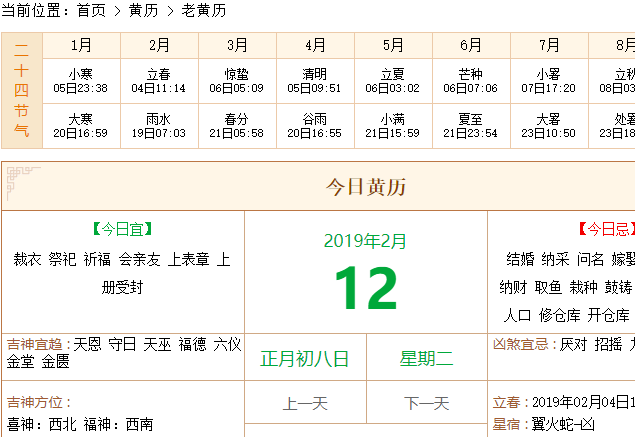 当前位置：首页 > 黄历 > 老黄历
二十四节气
1月 2月 3月 4月 5月 6月 7月 8月
小寒 立春 惊蛰 清明 立夏 芒种 小暑 立秋
05日23:38 04日11:14 06日05:09 05日09:51 06日03:02 06日07:06 07日17:20 08日03
大寒 雨水 春分 谷雨 小满 夏至 大暑 处暑
20日16:59 19日07:03 21日05:58 20日16:55 21日15:59 21日23:54 23日10:50 23日18
今日黄历
【今日宜】
裁衣 祭祀 祈福 会亲友 上表章 上
册受封
2019年2月
12
【今日忌】
结婚 纳采 问名 嫁娶
纳财 取鱼 栽种 鼓铸
人口 修仓库 开仓库
吉神宜趋：天恩 守日 天巫 福德 六仪
金堂 金匮
正月初八日
星期二
凶煞宜忌：厌对 招摇
吉神方位：
喜神：西北 福神：西南
上一天
下一天
立春：2019年02月04日1
星宿：翼火蛇-凶